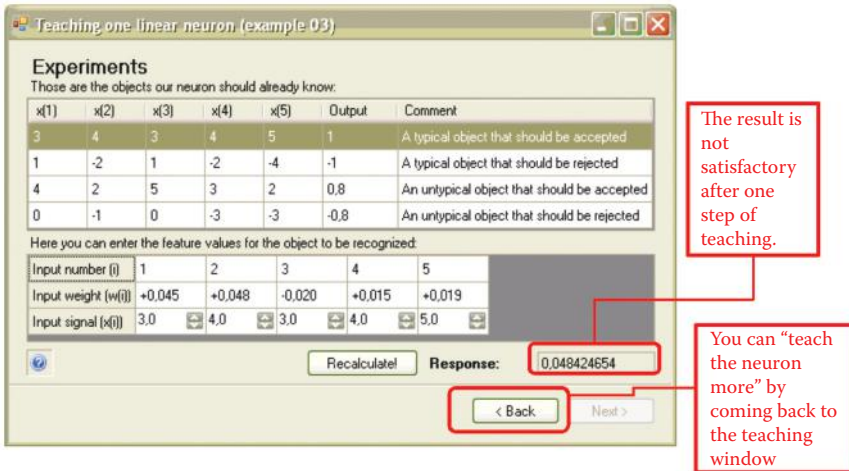 Teaching one linear neuron (example 03)
Experiments
Those are the objects our neuron should already know:
x(1) x(2) x(3) x(4) x(5) Output Comment
3 4 3 4 5 1 A typical object that should be accepted
1 -2 1 -2 -4 -1 A typical object that should be rejected
4 2 5 3 2 0,8 An untypical object that should be accepted
0 -1 0 -3 -3 -0,8 An untypical object that should be rejected
Here you can enter the feature values for the object to be recognized:
Input number (i) 1 2 3 4 5
Input weight (w(i)) +0,045 +0,048 -0,020 +0,015 +0,019
Input signal (x(i)) 3,0 4,0 3,0 4,0 5,0
Recalculate! Response: 0,048424654
< Back Next >
The result is
not
satisfactory
after one
step of
teaching.
You can “teach
the neuron
more” by
coming back to
the teaching
window